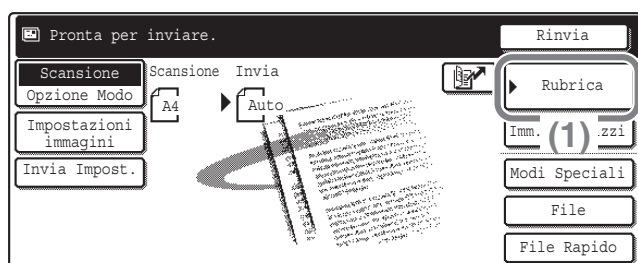 Pronta per inviare.
Rinvia
Scansione
Opzione Modo
Scansione
Invia
A4
Auto
Rubrica
Impostazioni
immagini
Imm.
(1)
Invia Impost.
Modi Speciali
File
File Rapido